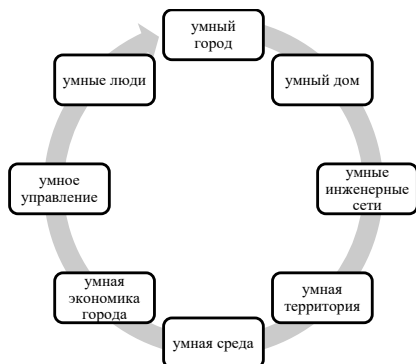 умный
город
умный дом
умные
инженерные
сети
умная
территория
умная среда
умная
экономика
города
умное
управление
умные люди